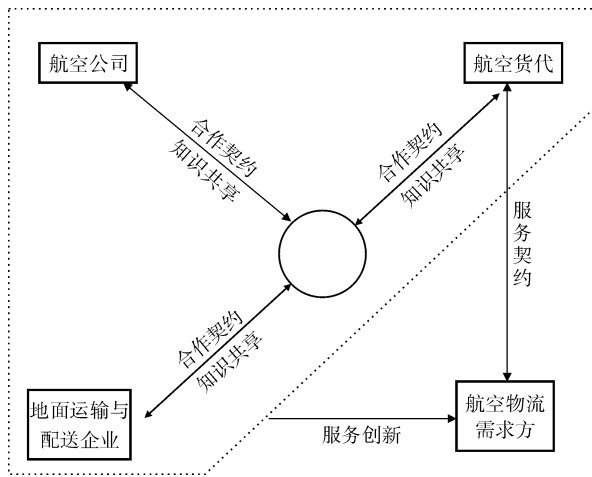 航空公司
航空货代
合作契约
知识共享
合作契约
知识共享
服务契约
合作契约
知识共享
地面运输与
配送企业
服务创新
航空物流
需求方